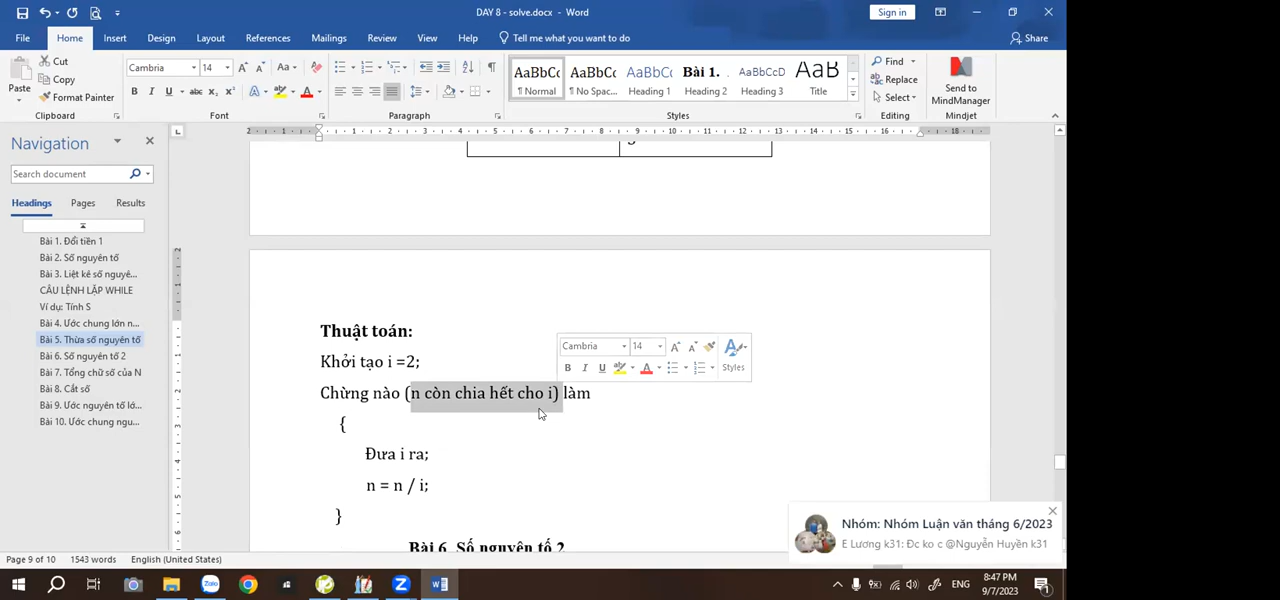 DAY 8 - solve.docx - Word
Sign in
File
Home
Insert
Design
Layout
References
Mailings
Review
View
Help
Tell me what you want to do
Share
Paste
Cut
Copy
Format Painter
Clipboard
Cambria
14
Font
Paragraph
AaBbCc
¶ Normal
AaBbCc
¶ No Spac...
AaBbCc
Heading 1
Bài 1.
Heading 2
AaBbCcD
Heading 3
AaB
Title
Styles
Find
Replace
Select
Editing
Send to
MindManager
Mindjet
Navigation
Search document
Headings
Pages
Results
Bài 1. Đổi tiền 1
Bài 2. Số nguyên tố
Bài 3. Liệt kê số nguyê...
CÂU LỆNH LẶP WHILE
Ví dụ: Tính S
Bài 4. Ước chung lớn n...
Bài 5. Thừa số nguyên tố
Bài 6. Số nguyên tố 2
Bài 7. Tổng chữ số của N
Bài 8. Cắt số
Bài 9. Ước nguyên tố lớ...
Bài 10. Ước chung ngu...
Thuật toán:
Khởi tạo i =2;
Cambria
14
Styles
Chừng nào (n còn chia hết cho i) làm
{
Đưa i ra;
n = n / i;
}
Bài 6. Số nguyên tố 2
Nhóm: Nhóm Luận văn tháng 6/2023
E Lương k31: Đc ko c @Nguyễn Huyền k31
Page 9 of 10
1543 words
English (United States)
ENG
8:47 PM
9/7/2023